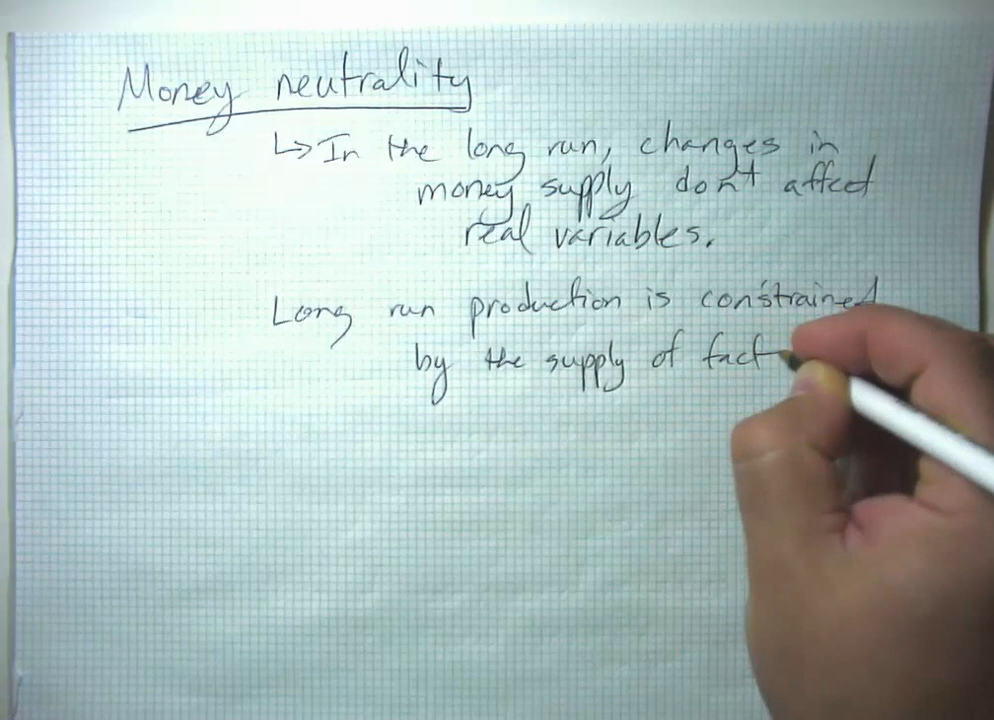 Money neutrality
↳ In the long run, changes in
money supply don't affect
real variables.
Long run production is constrained
by the supply of fact